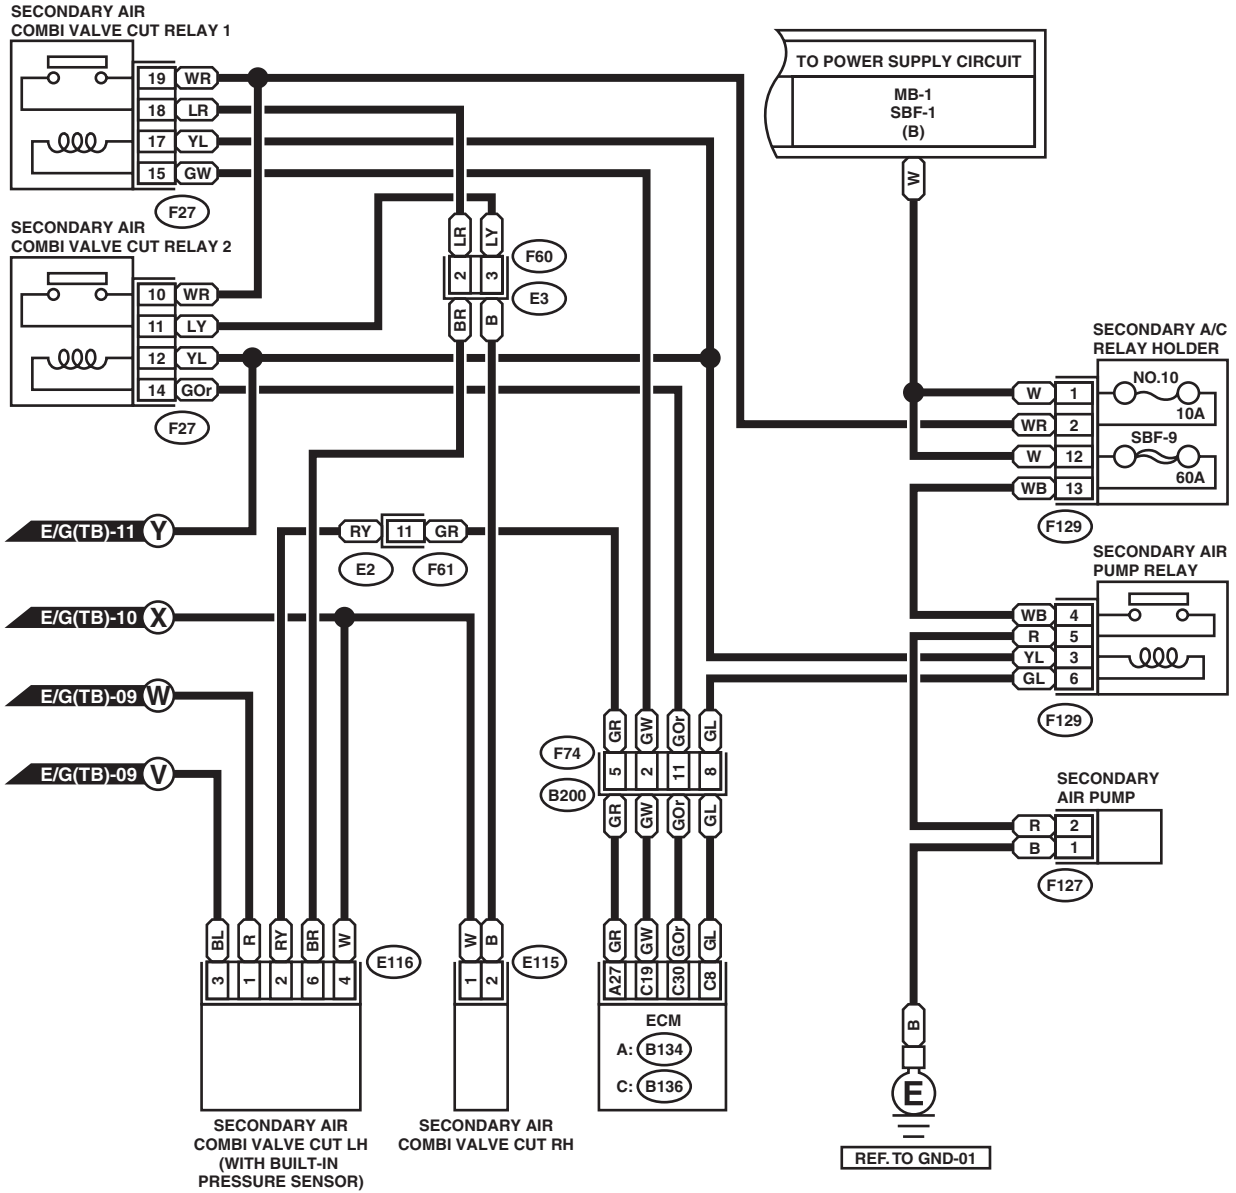 SECONDARY AIR
COMBI VALVE CUT RELAY 1
19 WR
18 LR
17 YL
15 GW
F27
SECONDARY AIR
COMBI VALVE CUT RELAY 2
10 WR
11 LY
12 YL
14 GOr
F27
TO POWER SUPPLY CIRCUIT
MB-1
SBF-1
(B)
W
LR LY
2 3
F60
E3
BR B
SECONDARY A/C
RELAY HOLDER
W 1
NO.10
10A
WR 2
SBF-9
W 12
60A
WB 13
F129
E/G(TB)-11 Y
RY 11 GR
E2 F61
SECONDARY AIR
PUMP RELAY
WB 4
R 5
YL 3
GL 6
F129
E/G(TB)-10 X
E/G(TB)-09 W
E/G(TB)-09 V
GR GW GOr GL
F74
5 2 11 8
B200
GR GW GOr GL
SECONDARY
AIR PUMP
R 2
B 1
F127
BL R RY BR W
3 1 2 6 4
E116
W B
1 2
E115
GR GW GOr GL
A27 C19 C30 C8
ECM
A: B134
C: B136
SECONDARY AIR
COMBI VALVE CUT LH
(WITH BUILT-IN
PRESSURE SENSOR)
SECONDARY AIR
COMBI VALVE CUT RH
B
E
REF. TO GND-01